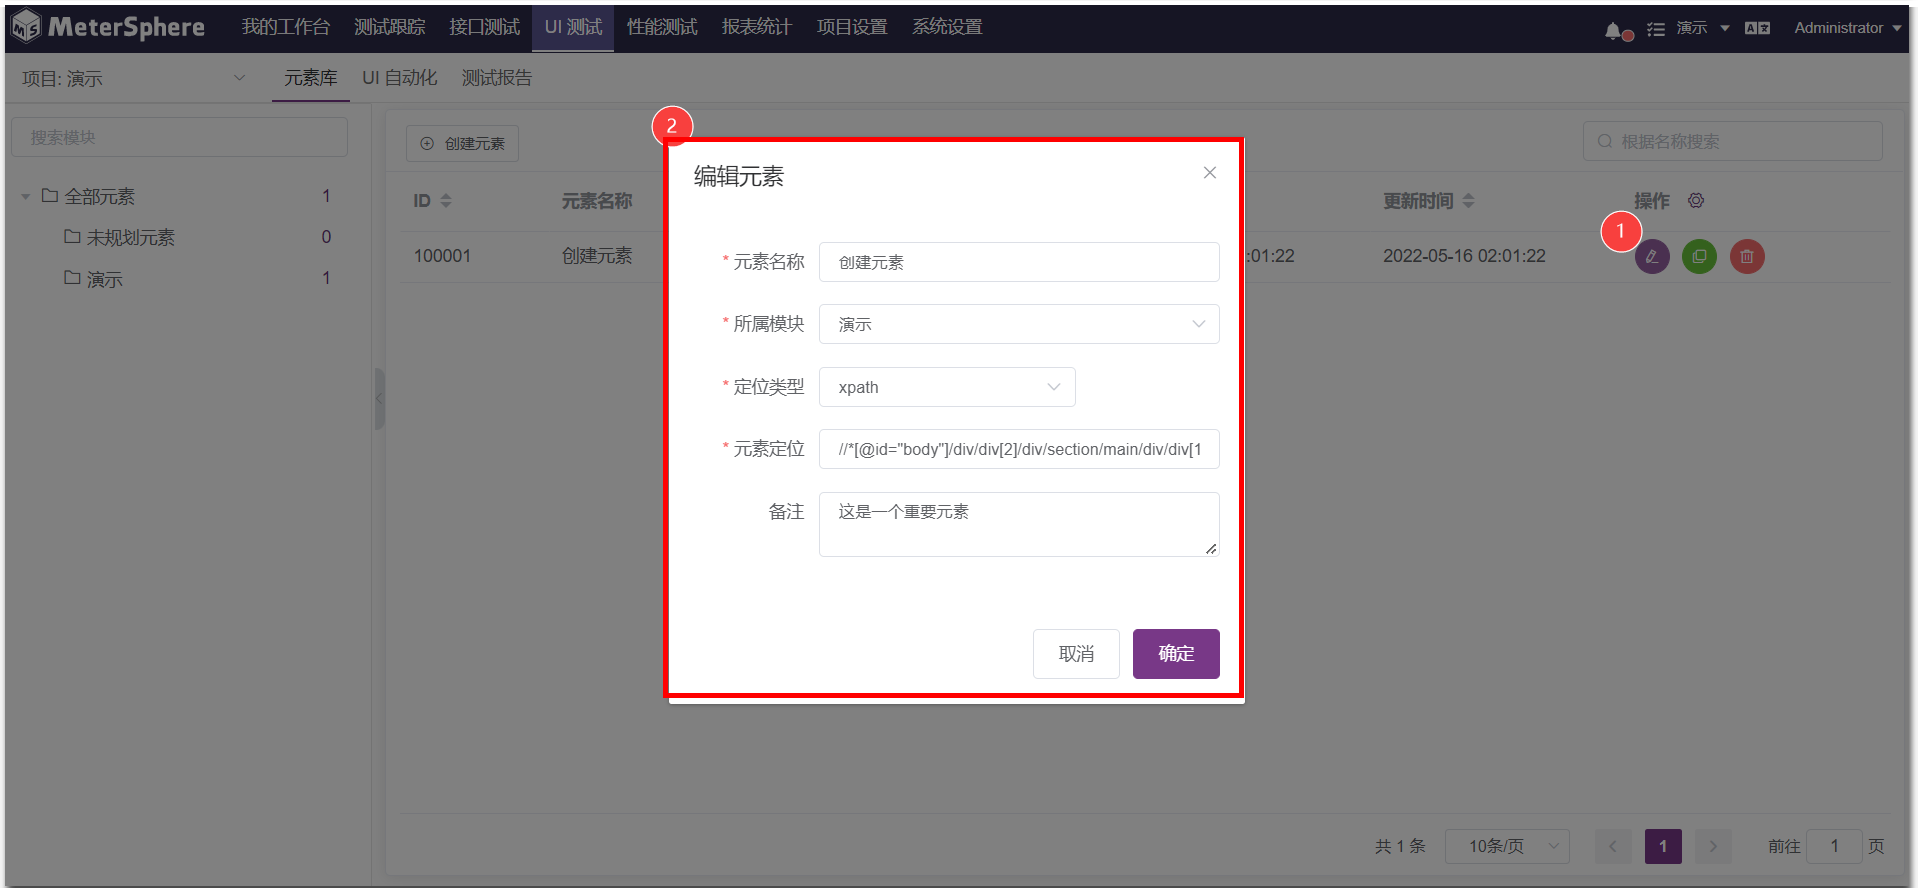 MeterSphere 我的工作台 测试跟踪 接口测试 UI 测试 性能测试 报表统计 项目设置 系统设置 演示 Administrator
项目: 演示 元素库 UI 自动化 测试报告
搜索模块
全部元素 1
未规划元素 0
演示 1
创建元素 根据名称搜索
ID 元素名称 更新时间 操作
100001 创建元素 :01:22 2022-05-16 02:01:22
1
2
编辑元素
* 元素名称 创建元素
* 所属模块 演示
* 定位类型 xpath
* 元素定位 //*[@id="body"]/div/div[2]/div/section/main/div/div[1
备注 这是一个重要元素
取消 确定
共 1 条 10条/页 1 前往 1 页